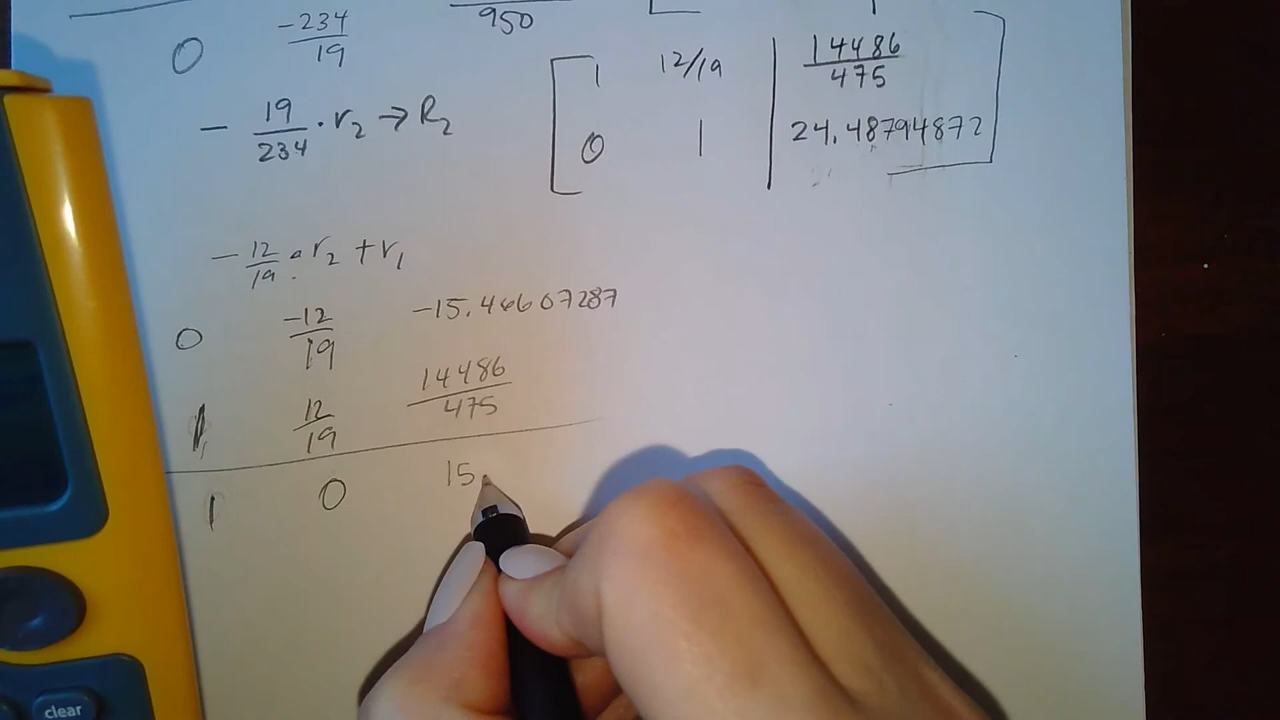 0 -234/19 950
- 19/234 · r₂ → R₂
1 12/19 | 14486/475
0 1 | 24.48794872
- 12/19 · r₂ + r₁
0 -12/19 -15.46607287
1 12/19 14486/475
1 0 15.
clear